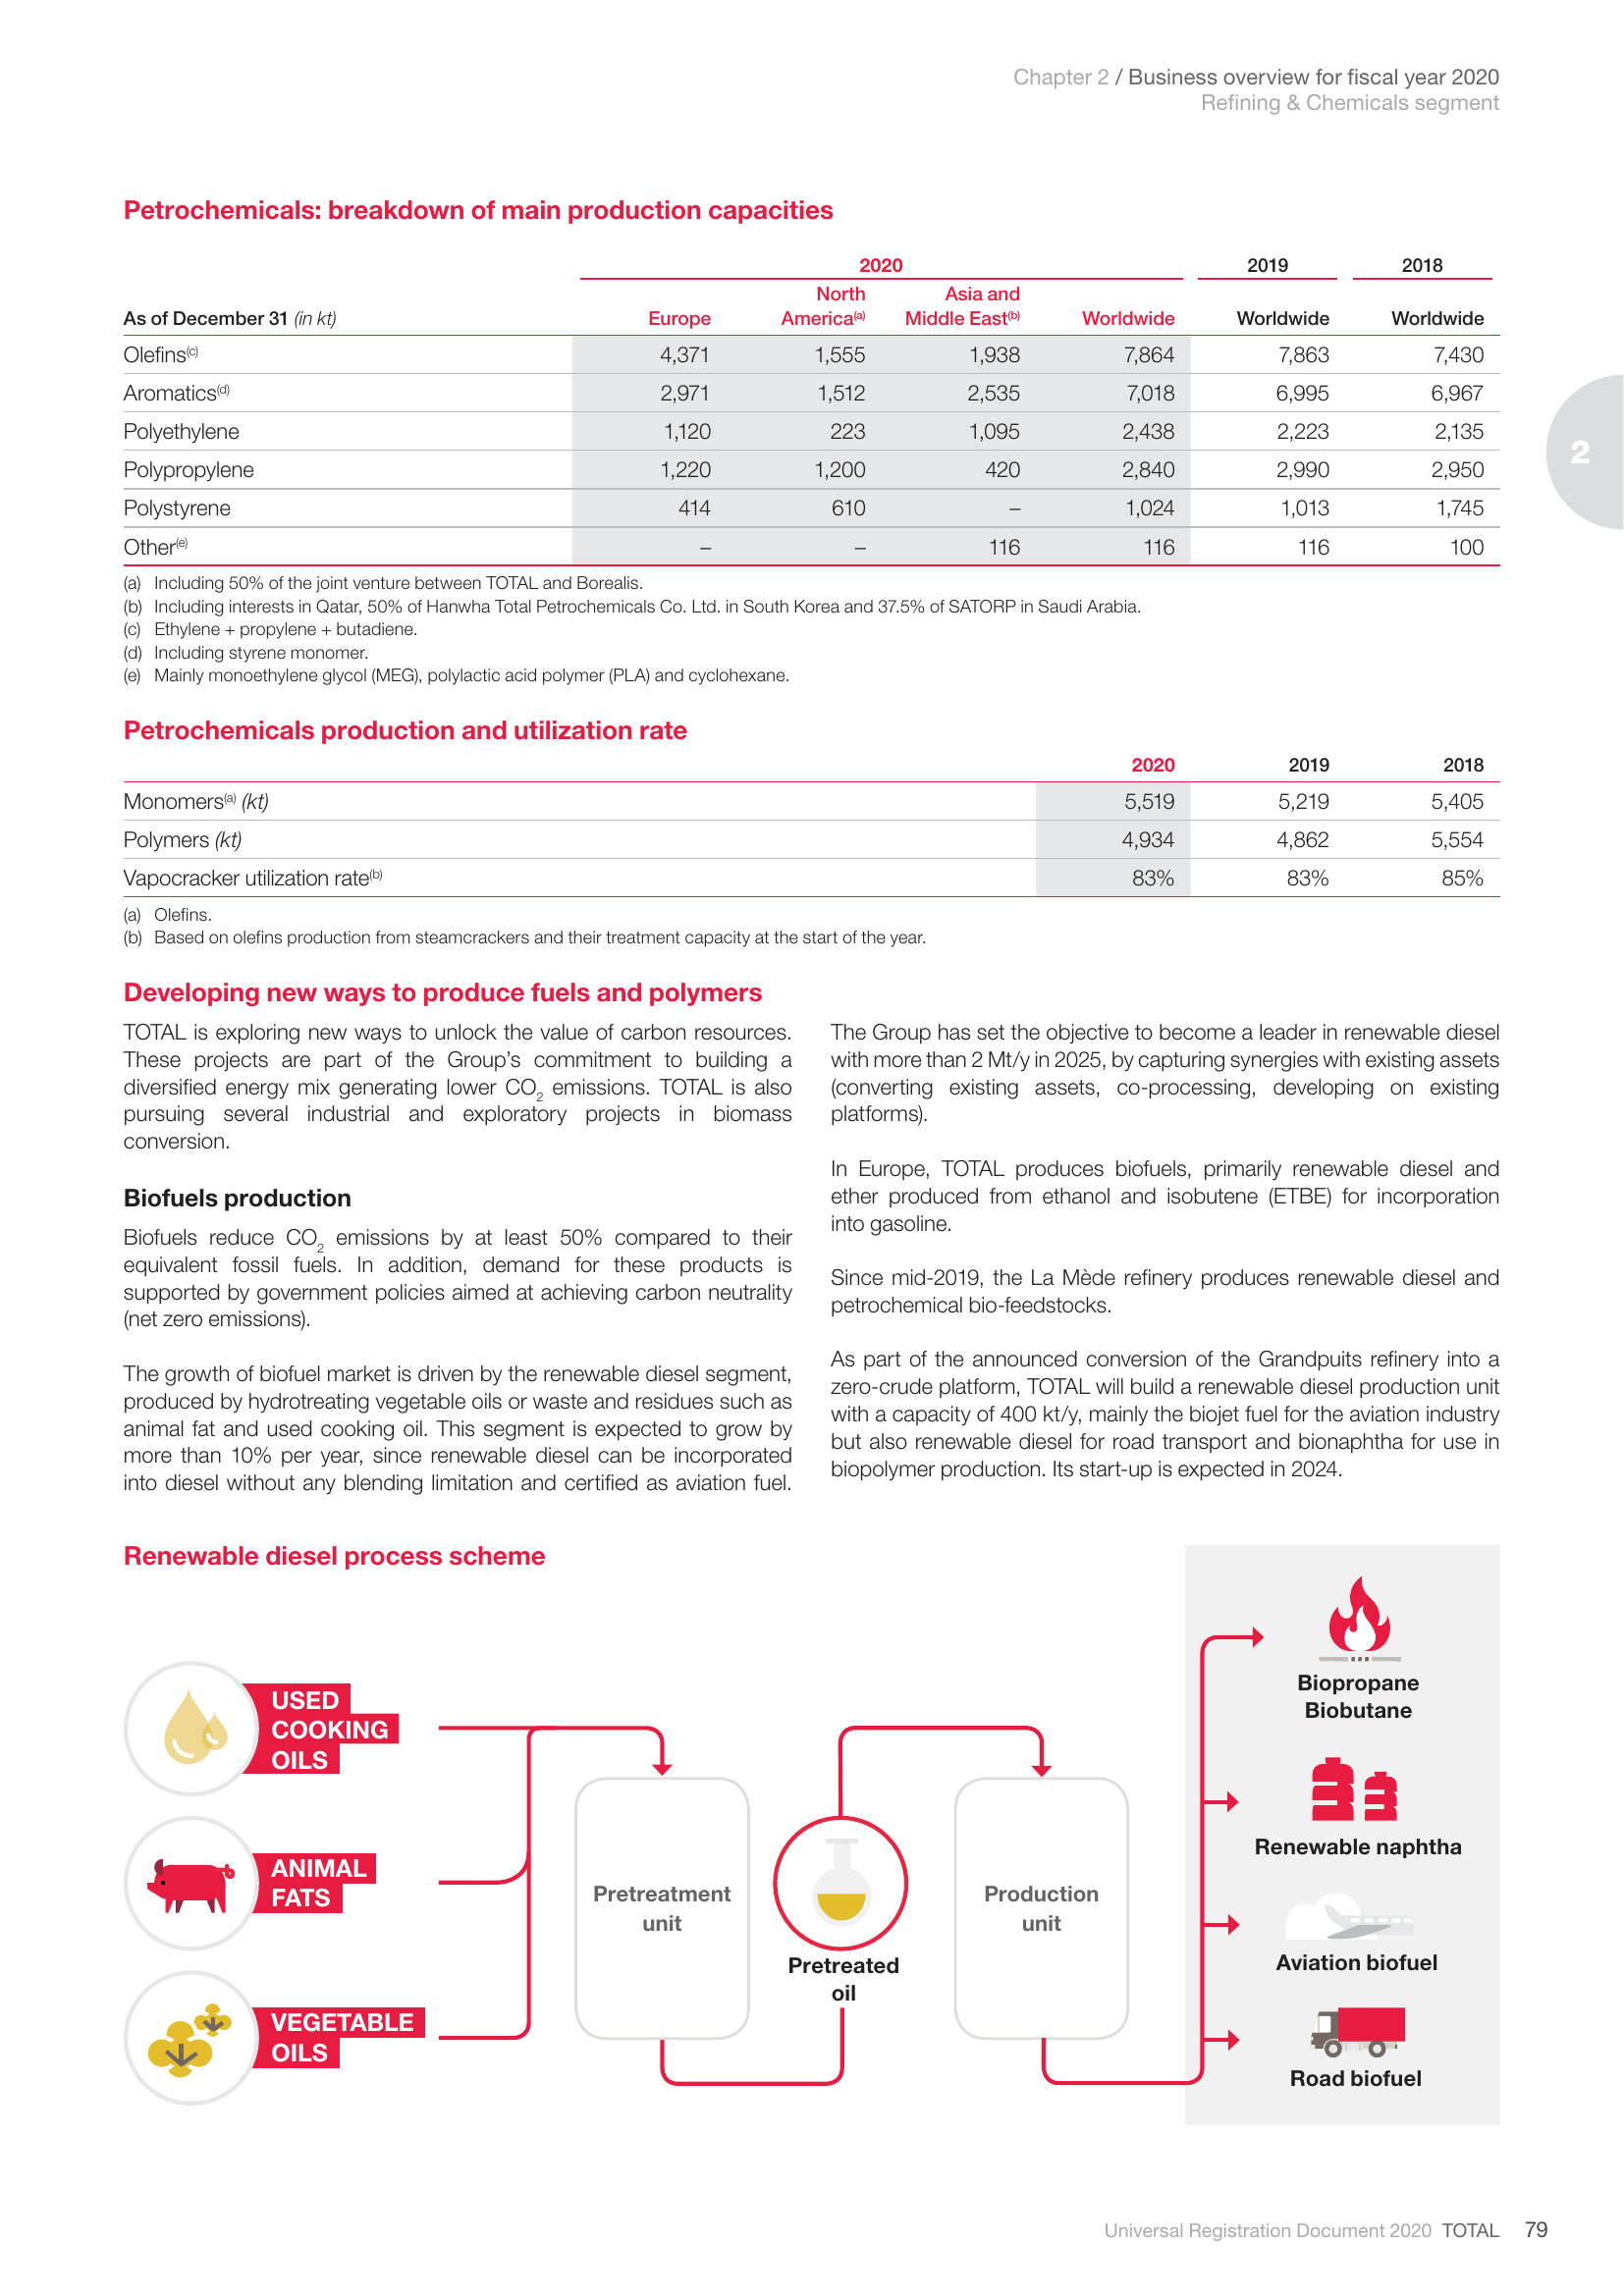 Chapter 2 / Business overview for fiscal year 2020
Refining & Chemicals segment
Petrochemicals: breakdown of main production capacities
2020 2019 2018
As of December 31 (in kt) Europe North America(a) Asia and Middle East(b) Worldwide Worldwide Worldwide
Olefins(c) 4,371 1,555 1,938 7,864 7,863 7,430
Aromatics(d) 2,971 1,512 2,535 7,018 6,995 6,967
Polyethylene 1,120 223 1,095 2,438 2,223 2,135
Polypropylene 1,220 1,200 420 2,840 2,990 2,950
Polystyrene 414 610 – 1,024 1,013 1,745
Other(e) – – 116 116 116 100
(a) Including 50% of the joint venture between TOTAL and Borealis.
(b) Including interests in Qatar, 50% of Hanwha Total Petrochemicals Co. Ltd. in South Korea and 37.5% of SATORP in Saudi Arabia.
(c) Ethylene + propylene + butadiene.
(d) Including styrene monomer.
(e) Mainly monoethylene glycol (MEG), polylactic acid polymer (PLA) and cyclohexane.
2
Petrochemicals production and utilization rate
2020 2019 2018
Monomers(a) (kt) 5,519 5,219 5,405
Polymers (kt) 4,934 4,862 5,554
Vapocracker utilization rate(b) 83% 83% 85%
(a) Olefins.
(b) Based on olefins production from steamcrackers and their treatment capacity at the start of the year.
Developing new ways to produce fuels and polymers
TOTAL is exploring new ways to unlock the value of carbon resources.
These projects are part of the Group's commitment to building a
diversified energy mix generating lower CO2 emissions. TOTAL is also
pursuing several industrial and exploratory projects in biomass
conversion.
Biofuels production
Biofuels reduce CO2 emissions by at least 50% compared to their
equivalent fossil fuels. In addition, demand for these products is
supported by government policies aimed at achieving carbon neutrality
(net zero emissions).
The growth of biofuel market is driven by the renewable diesel segment,
produced by hydrotreating vegetable oils or waste and residues such as
animal fat and used cooking oil. This segment is expected to grow by
more than 10% per year, since renewable diesel can be incorporated
into diesel without any blending limitation and certified as aviation fuel.
The Group has set the objective to become a leader in renewable diesel
with more than 2 Mt/y in 2025, by capturing synergies with existing assets
(converting existing assets, co-processing, developing on existing
platforms).
In Europe, TOTAL produces biofuels, primarily renewable diesel and
ether produced from ethanol and isobutene (ETBE) for incorporation
into gasoline.
Since mid-2019, the La Mède refinery produces renewable diesel and
petrochemical bio-feedstocks.
As part of the announced conversion of the Grandpuits refinery into a
zero-crude platform, TOTAL will build a renewable diesel production unit
with a capacity of 400 kt/y, mainly the biojet fuel for the aviation industry
but also renewable diesel for road transport and bionaphtha for use in
biopolymer production. Its start-up is expected in 2024.
Renewable diesel process scheme
USED
COOKING
OILS
ANIMAL
FATS
VEGETABLE
OILS
Pretreatment
unit
Pretreated
oil
Production
unit
Biopropane
Biobutane
Renewable naphtha
Aviation biofuel
Road biofuel
Universal Registration Document 2020 TOTAL 79